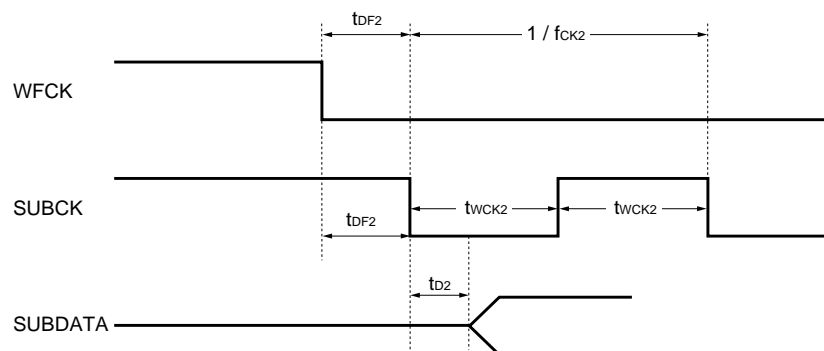 tDF2
1 / fCK2
WFCK
SUBCK
tWCK2
tWCK2
tDF2
tD2
SUBDATA